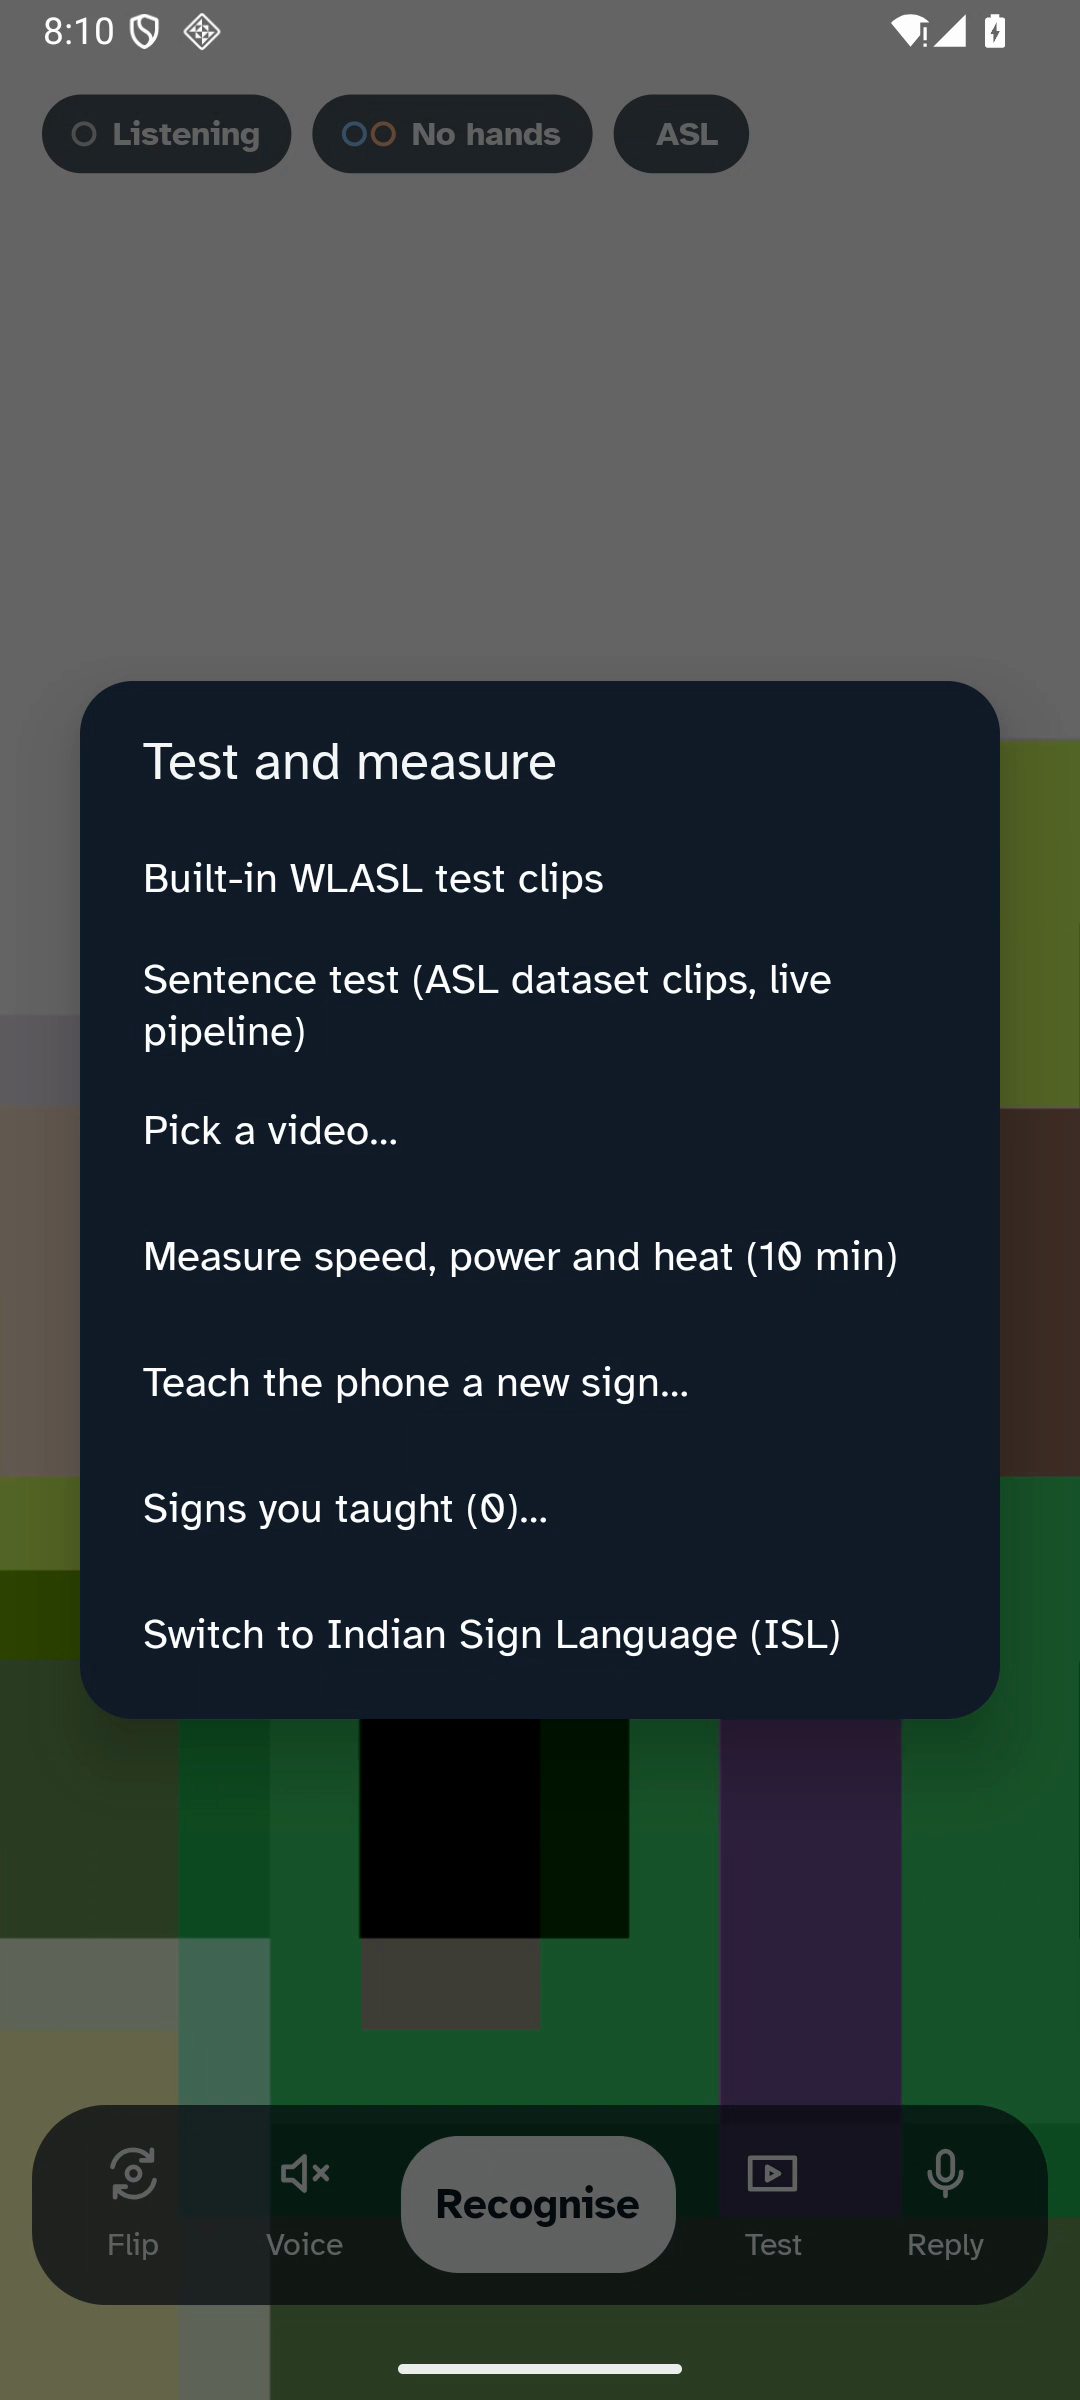 8:10
Listening
No hands
ASL
Test and measure
Built-in WLASL test clips
Sentence test (ASL dataset clips, live
pipeline)
Pick a video...
Measure speed, power and heat (10 min)
Teach the phone a new sign...
Signs you taught (0)...
Switch to Indian Sign Language (ISL)
Flip
Voice
Recognise
Test
Reply